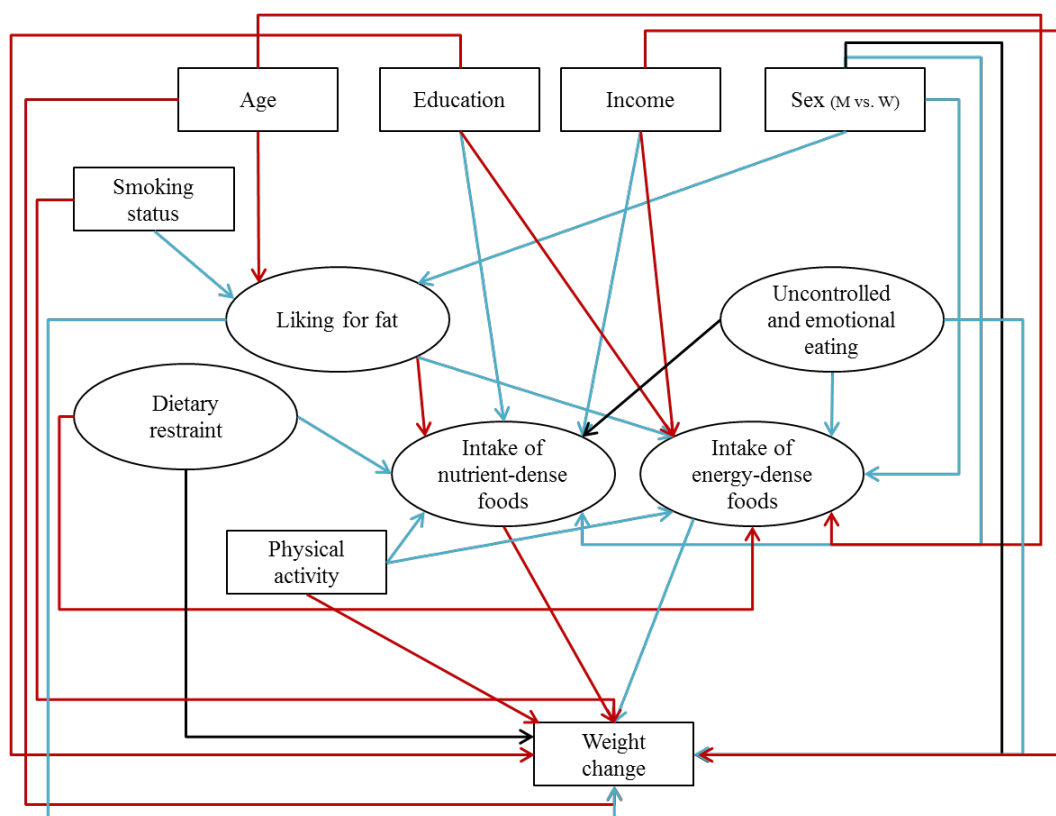 Age
Education
Income
Sex (M vs. W)
Smoking
status
Liking for fat
Uncontrolled
and emotional
eating
Dietary
restraint
Intake of
nutrient-dense
foods
Intake of
energy-dense
foods
Physical
activity
Weight
change